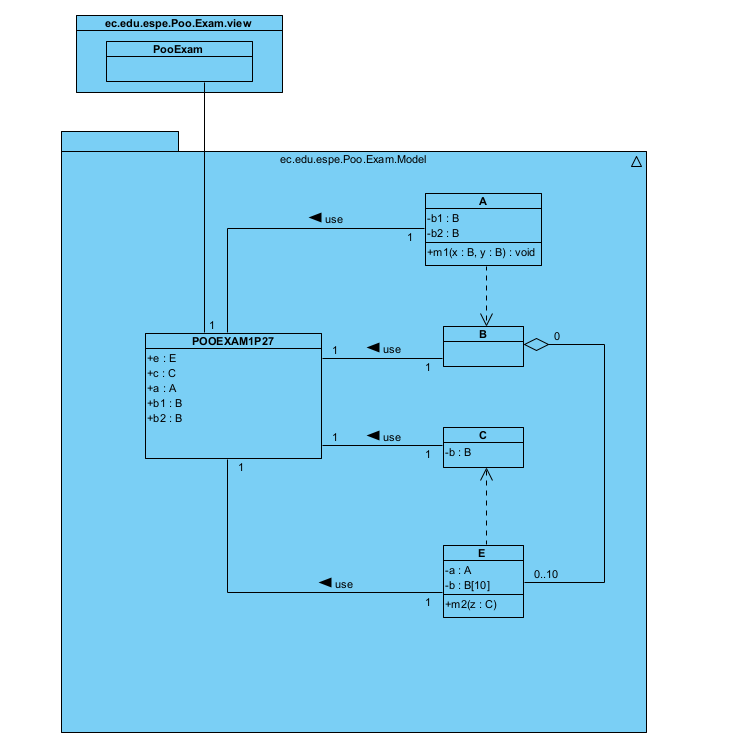 ec.edu.espe.Poo.Exam.view
PooExam
ec.edu.espe.Poo.Exam.Model
A
-b1 : B
-b2 : B
+m1(x : B, y : B) : void
use
1
1
POOEXAM1P27
+e : E
+c : C
+a : A
+b1 : B
+b2 : B
1
use
1
B
0
1
use
1
C
-b : B
1
use
1
E
-a : A
-b : B[10]
+m2(z : C)
0..10